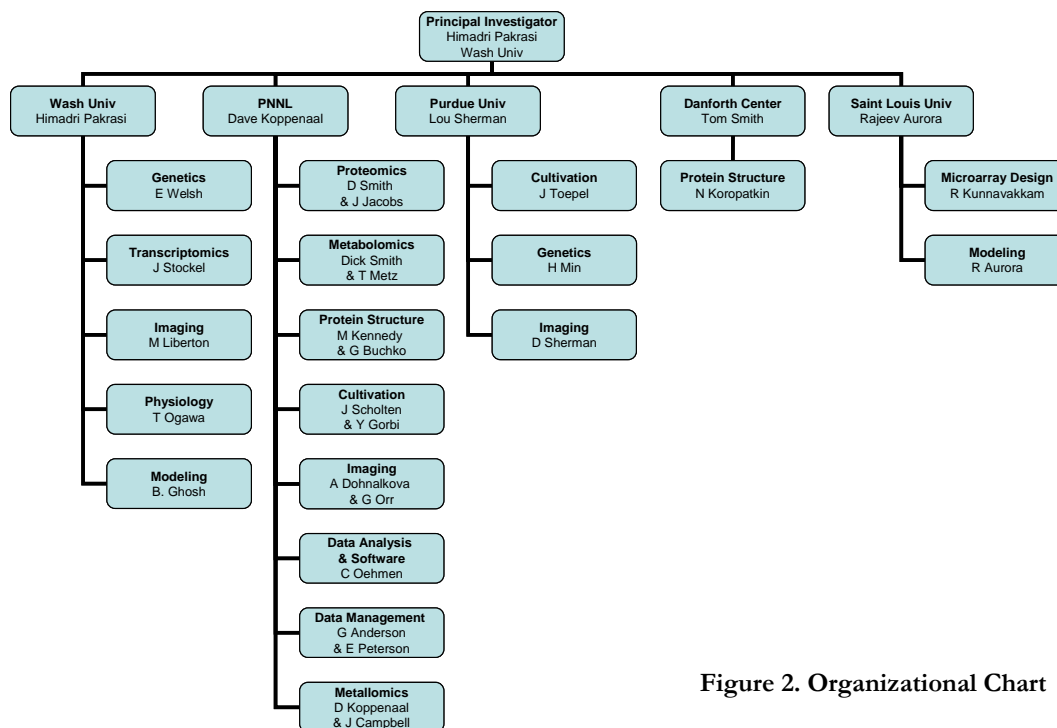 Principal Investigator
Himadri Pakrasi
Wash Univ
Wash Univ
Himadri Pakrasi
PNNL
Dave Koppenaal
Purdue Univ
Lou Sherman
Danforth Center
Tom Smith
Saint Louis Univ
Rajeev Aurora
Genetics
E Welsh
Transcriptomics
J Stockel
Imaging
M Liberton
Physiology
T Ogawa
Modeling
B. Ghosh
Proteomics
D Smith
& J Jacobs
Metabolomics
Dick Smith
& T Metz
Protein Structure
M Kennedy
& G Buchko
Cultivation
J Scholten
& Y Gorbi
Imaging
A Dohnalkova
& G Orr
Data Analysis
& Software
C Oehmen
Data Management
G Anderson
& E Peterson
Metallomics
D Koppenaal
& J Campbell
Cultivation
J Toepel
Genetics
H Min
Imaging
D Sherman
Protein Structure
N Koropatkin
Microarray Design
R Kunnavakkam
Modeling
R Aurora
Figure 2. Organizational Chart